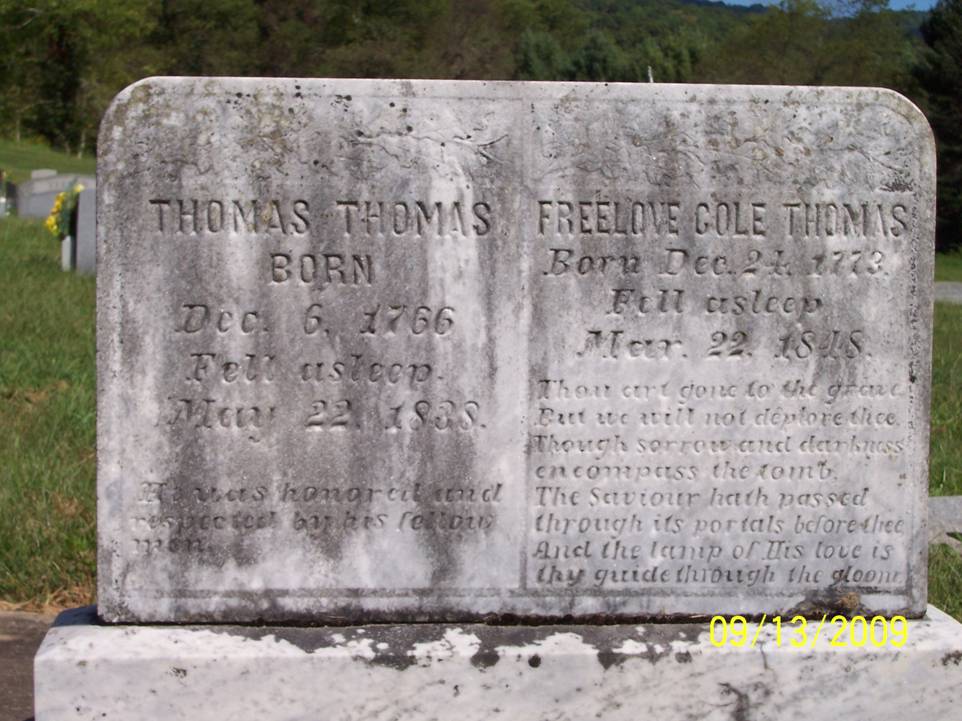 THOMAS THOMAS
BORN
Dec. 6, 1766
Fell asleep.
May 22, 1838.
He was honored and
respected by his fellow
men.
FREELOVE COLE THOMAS
Born Dec. 24, 1773.
Fell asleep
Mar. 22, 1848.
Thou art gone to the grave
But we will not deplore thee
Though sorrow and darkness
encompass the tomb.
The Saviour hath passed
through its portals before thee
And the lamp of His love is
thy guide through the gloom.
09/13/2009